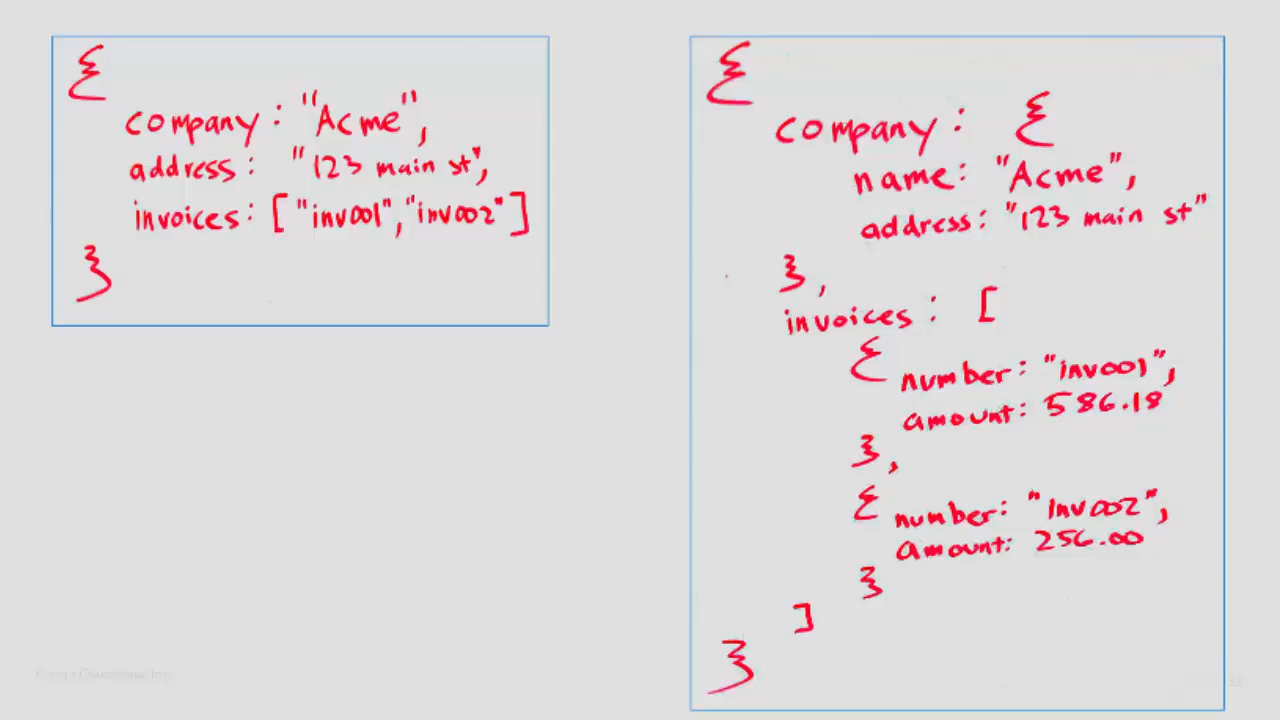 {
company: "Acme",
address: "123 main st",
invoices: ["inv001","inv002"]
}
{
company: {
name: "Acme",
address: "123 main st"
},
invoices: [
{ number: "inv001",
amount: 586.18
},
{ number: "inv002",
amount: 256.00
}
]
}